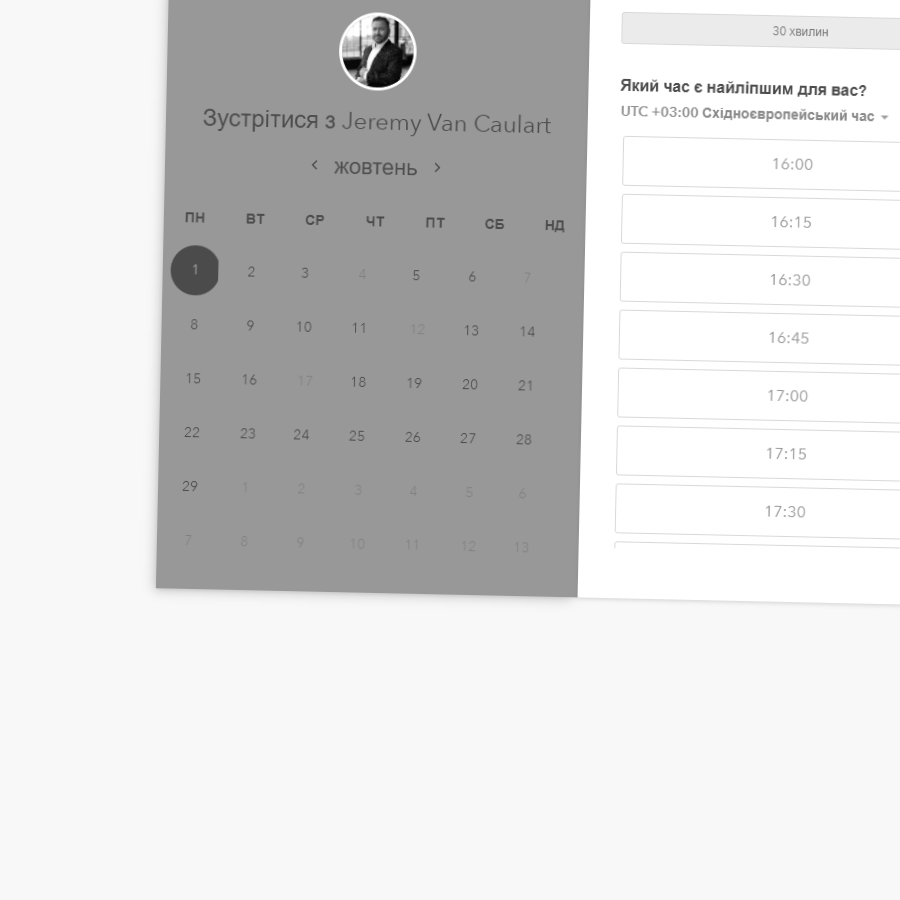 Зустрітися з Jeremy Van Caulart
жовтень
ПН ВТ СР ЧТ ПТ СБ НД
1 2 3 4 5 6 7
8 9 10 11 12 13 14
15 16 17 18 19 20 21
22 23 24 25 26 27 28
29 1 2 3 4 5 6
7 8 9 10 11 12 13
30 хвилин
Який час є найліпшим для вас?
UTC +03:00 Східноєвропейський час
16:00
16:15
16:30
16:45
17:00
17:15
17:30